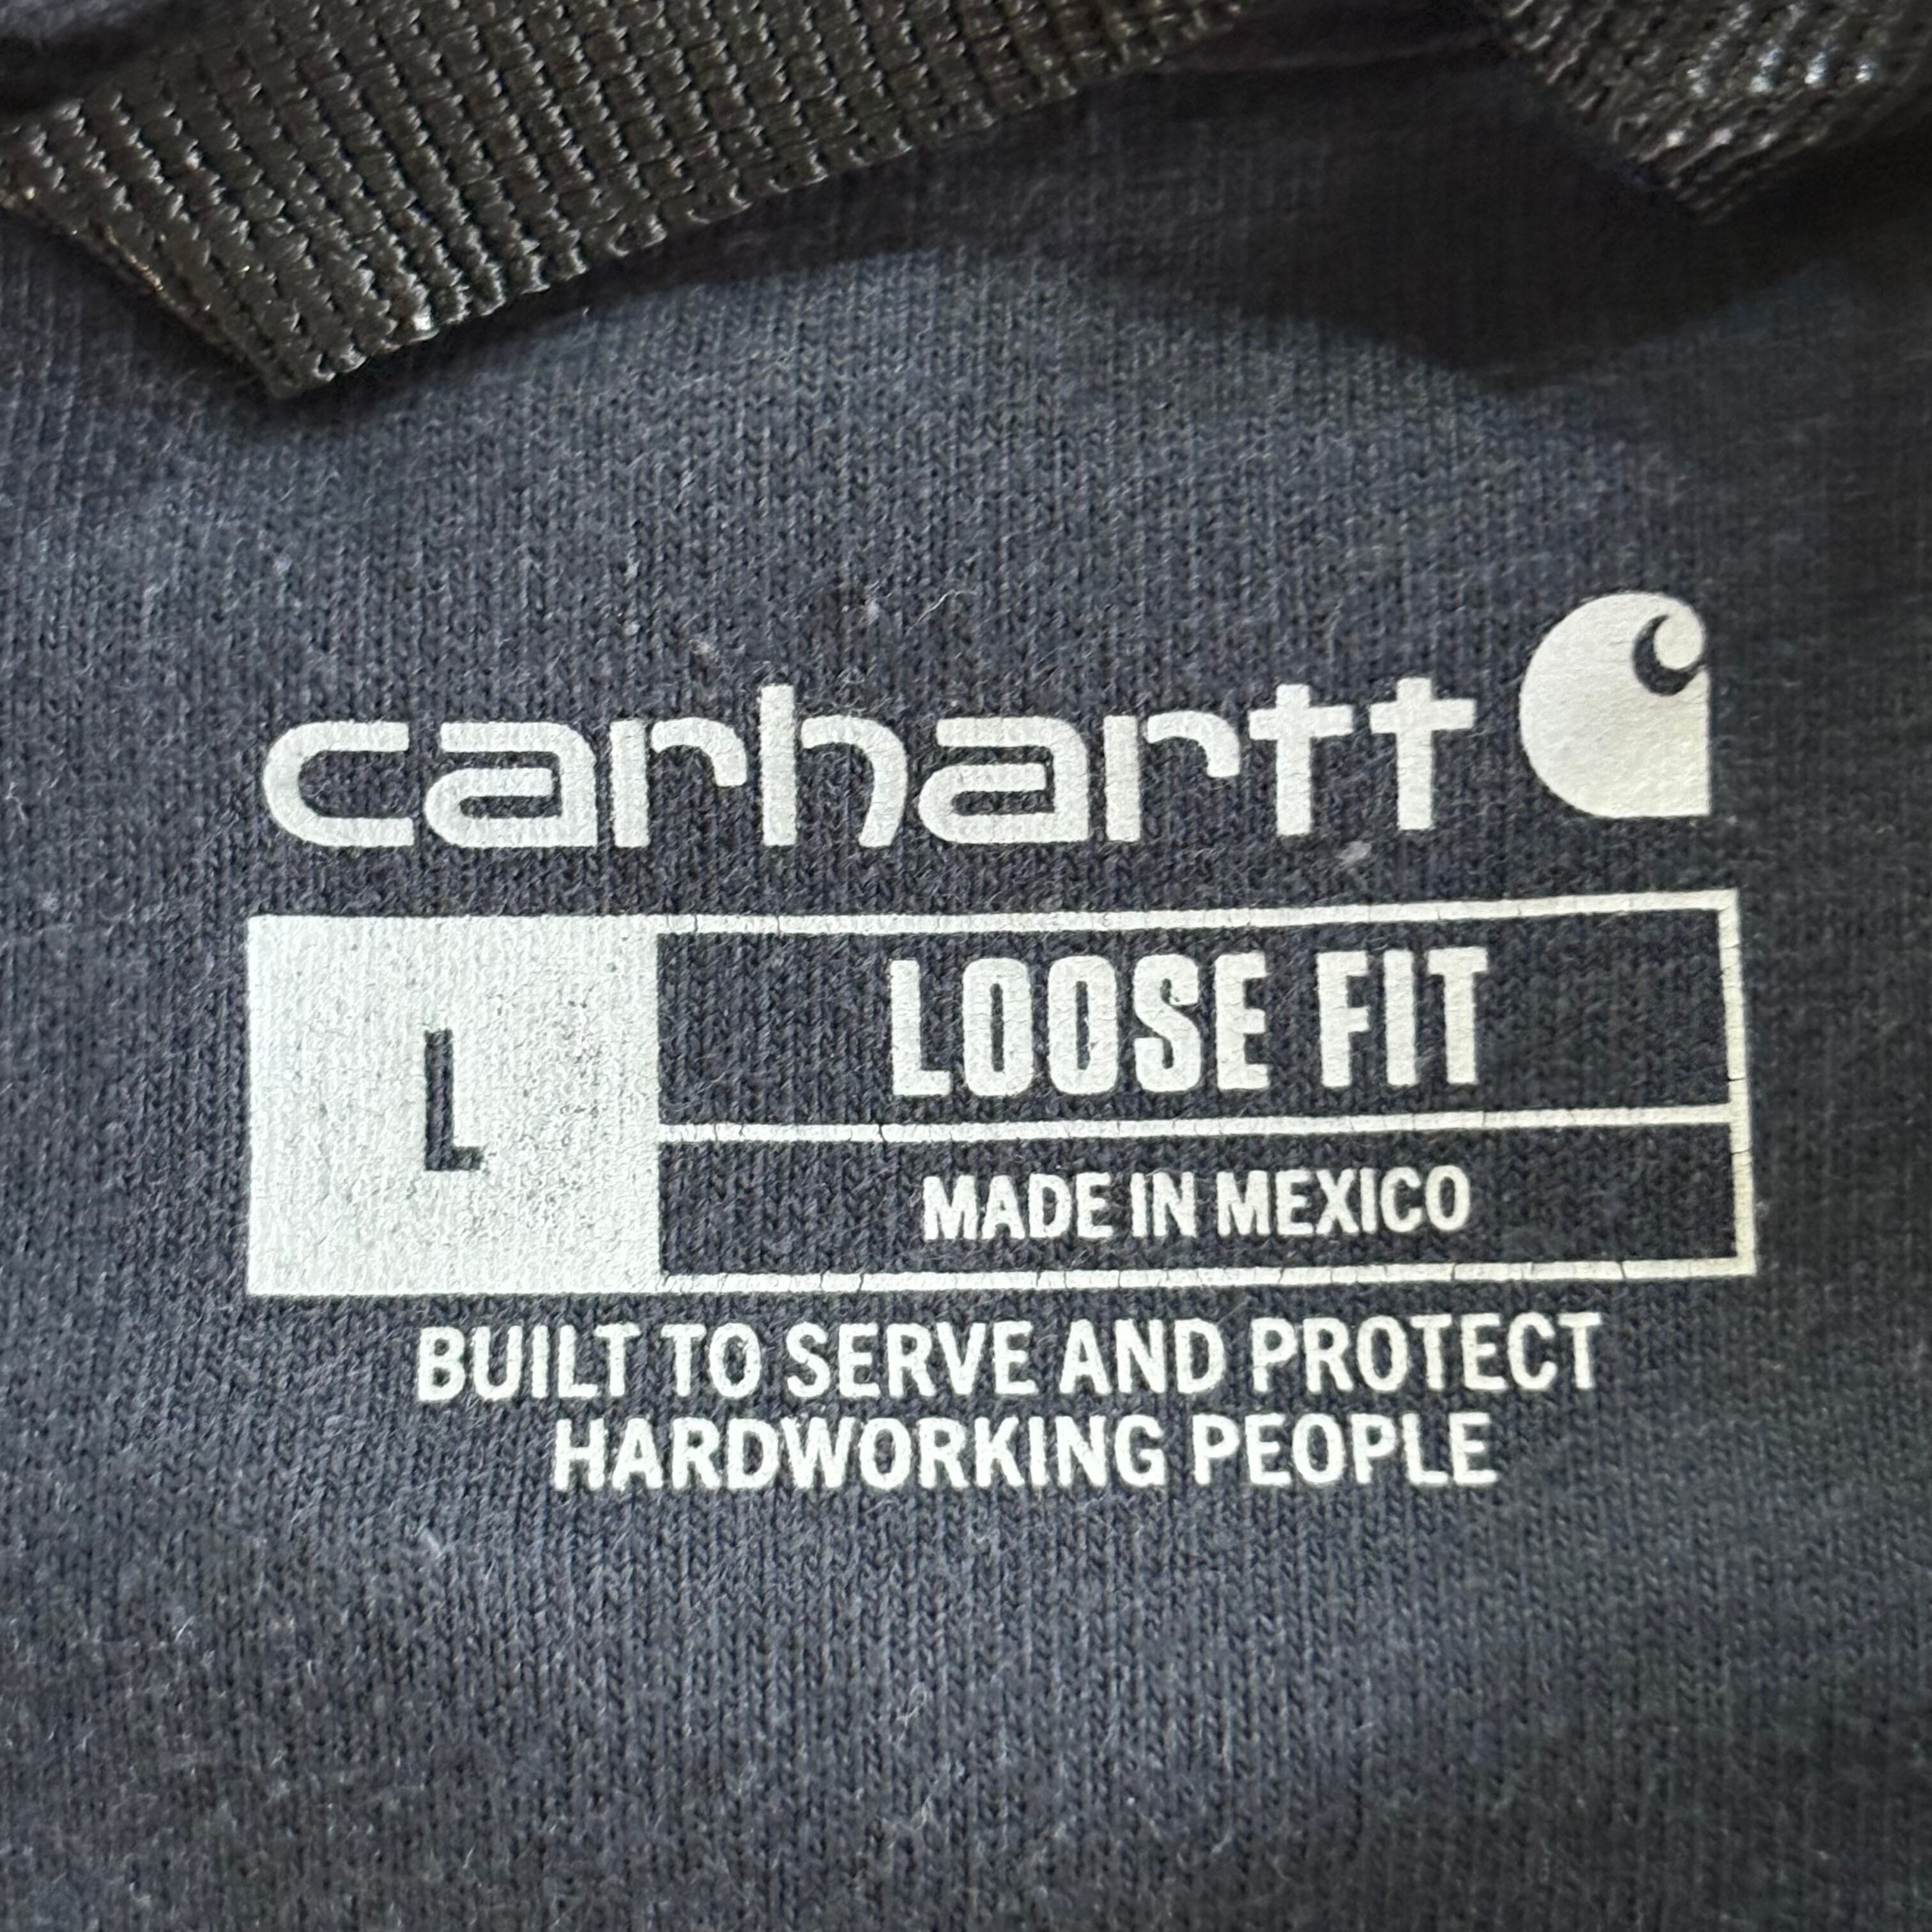 carhartt
L
LOOSE FIT
MADE IN MEXICO
BUILT TO SERVE AND PROTECT
HARDWORKING PEOPLE